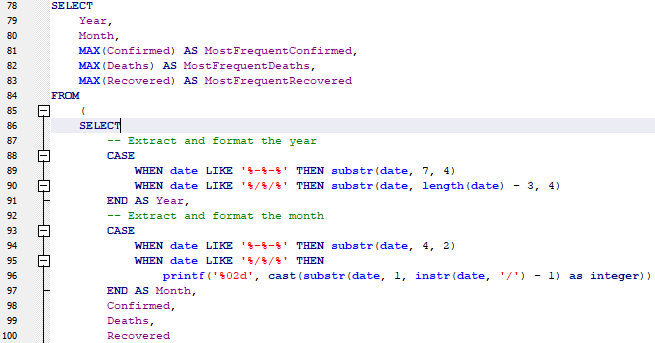 78 SELECT
79 Year,
80 Month,
81 MAX(Confirmed) AS MostFrequentConfirmed,
82 MAX(Deaths) AS MostFrequentDeaths,
83 MAX(Recovered) AS MostFrequentRecovered
84 FROM
85 (
86 SELECT
87 -- Extract and format the year
88 CASE
89 WHEN date LIKE '%-%-%' THEN substr(date, 7, 4)
90 WHEN date LIKE '%/%/%' THEN substr(date, length(date) - 3, 4)
91 END AS Year,
92 -- Extract and format the month
93 CASE
94 WHEN date LIKE '%-%-%' THEN substr(date, 4, 2)
95 WHEN date LIKE '%/%/%' THEN
96 printf('%02d', cast(substr(date, 1, instr(date, '/') - 1) as integer))
97 END AS Month,
98 Confirmed,
99 Deaths,
100 Recovered